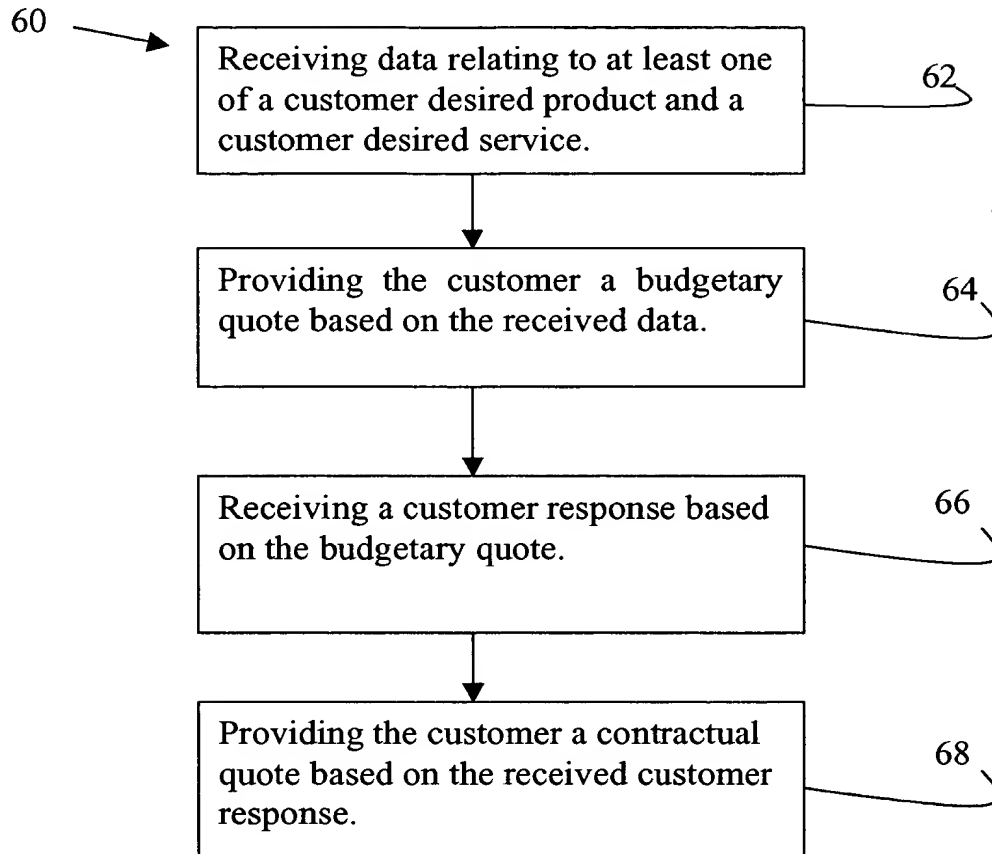 60
Receiving data relating to at least one
of a customer desired product and a
customer desired service.
62
Providing the customer a budgetary
quote based on the received data.
64
Receiving a customer response based
on the budgetary quote.
66
Providing the customer a contractual
quote based on the received customer
response.
68